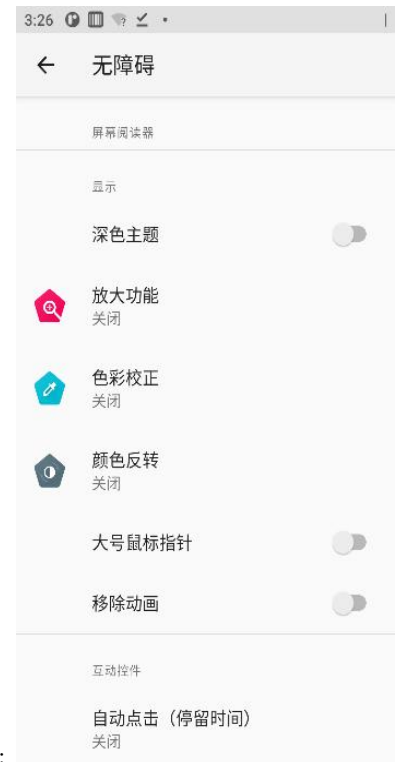 3:26
无障碍
屏幕阅读器
显示
深色主题
放大功能
关闭
色彩校正
关闭
颜色反转
关闭
大号鼠标指针
移除动画
互动控件
自动点击（停留时间）
关闭
: